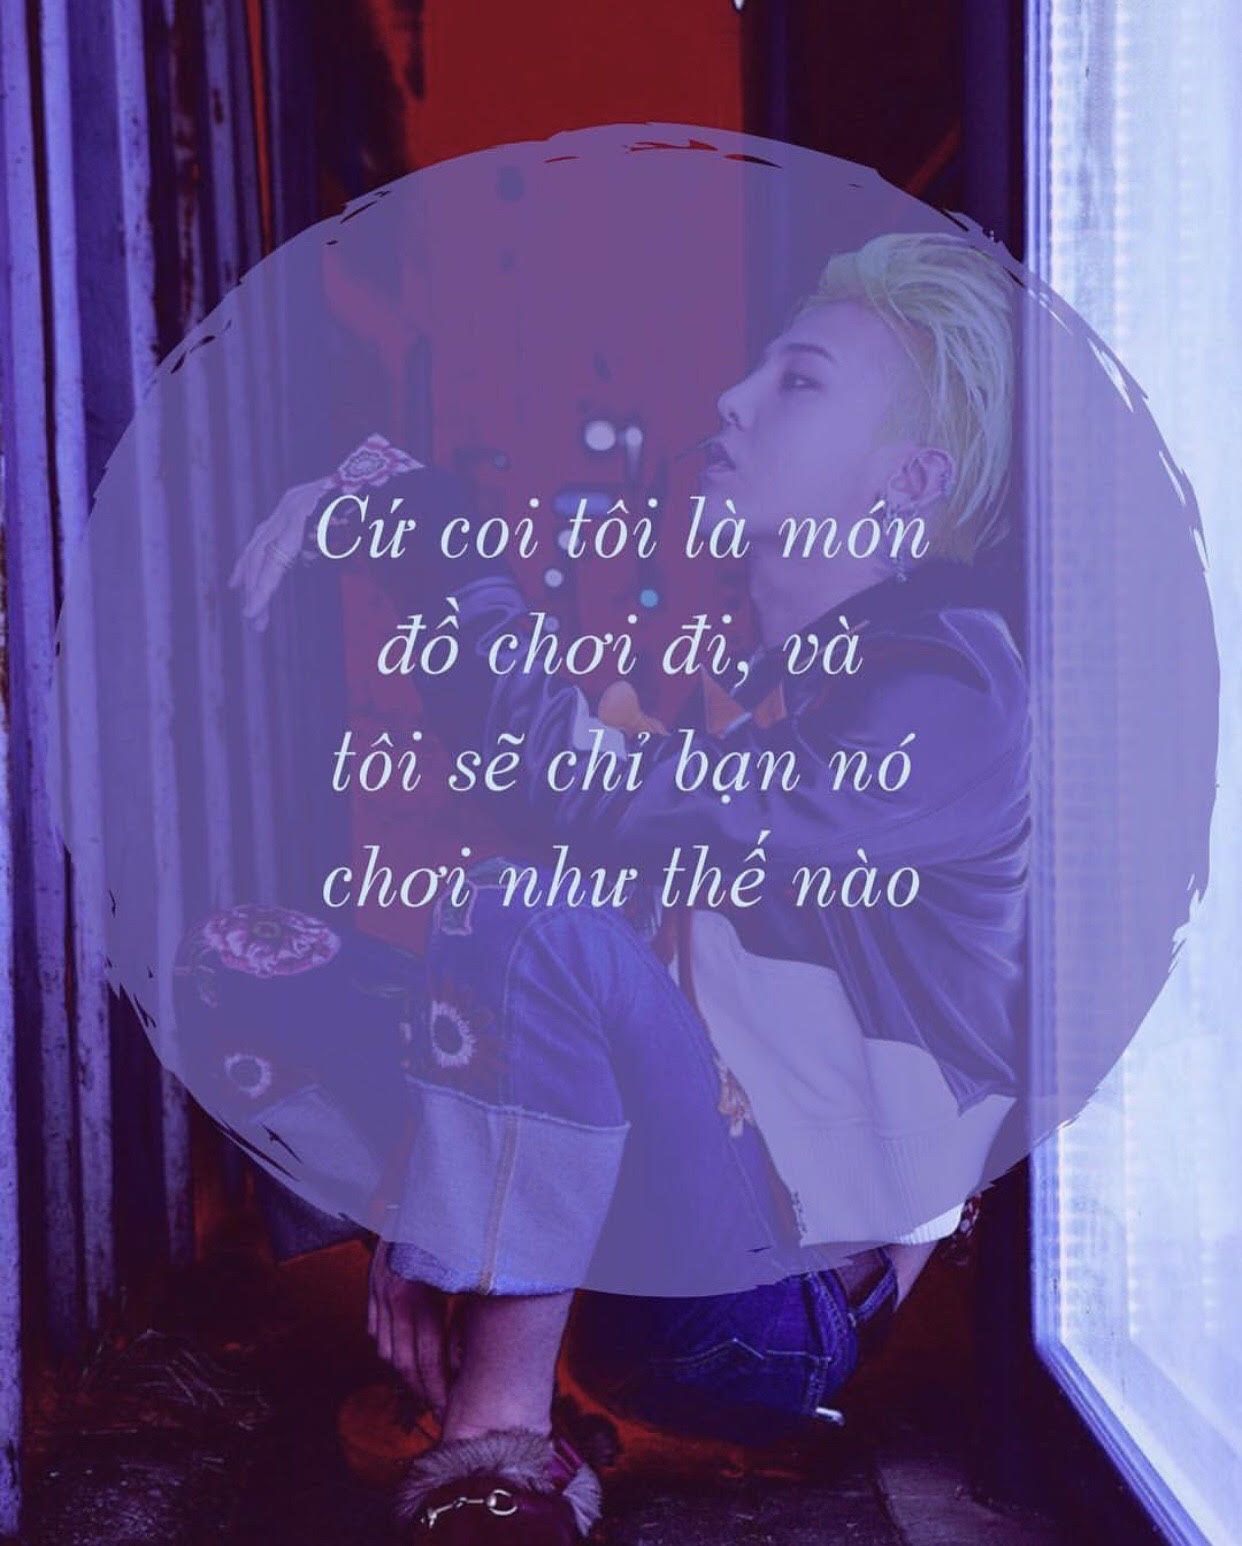 Cứ coi tôi là món
đồ chơi đi, và
tôi sẽ chỉ bạn nó
chơi như thế nào